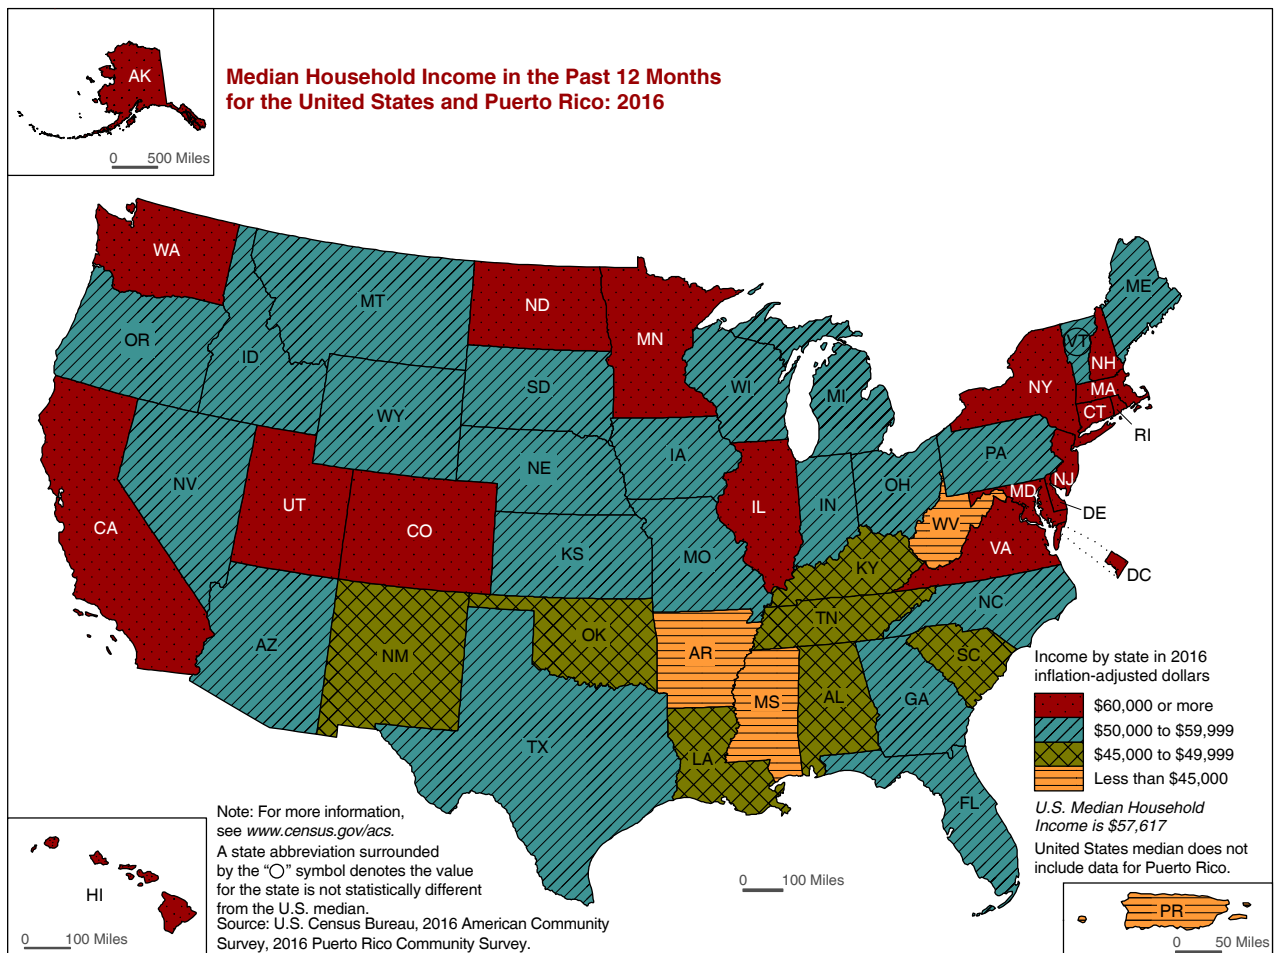 AK
0 500 Miles
Median Household Income in the Past 12 Months
for the United States and Puerto Rico: 2016
WA
MT
ND
MN
OR
ID
WY
SD
WI
MI
ME
VT
NH
NY
MA
CT
RI
PA
NJ
IA
NE
NV
UT
CA
CO
IL
IN
OH
MD
DE
WV
VA
DC
KS
MO
KY
NC
TN
AZ
NM
OK
AR
SC
MS
AL
GA
TX
LA
FL
Income by state in 2016
inflation-adjusted dollars
$60,000 or more
$50,000 to $59,999
$45,000 to $49,999
Less than $45,000
U.S. Median Household
Income is $57,617
United States median does not
include data for Puerto Rico.
Note: For more information,
see www.census.gov/acs.
A state abbreviation surrounded
by the “○” symbol denotes the value
for the state is not statistically different
from the U.S. median.
Source: U.S. Census Bureau, 2016 American Community
Survey, 2016 Puerto Rico Community Survey.
0 100 Miles
HI
0 100 Miles
PR
0 50 Miles